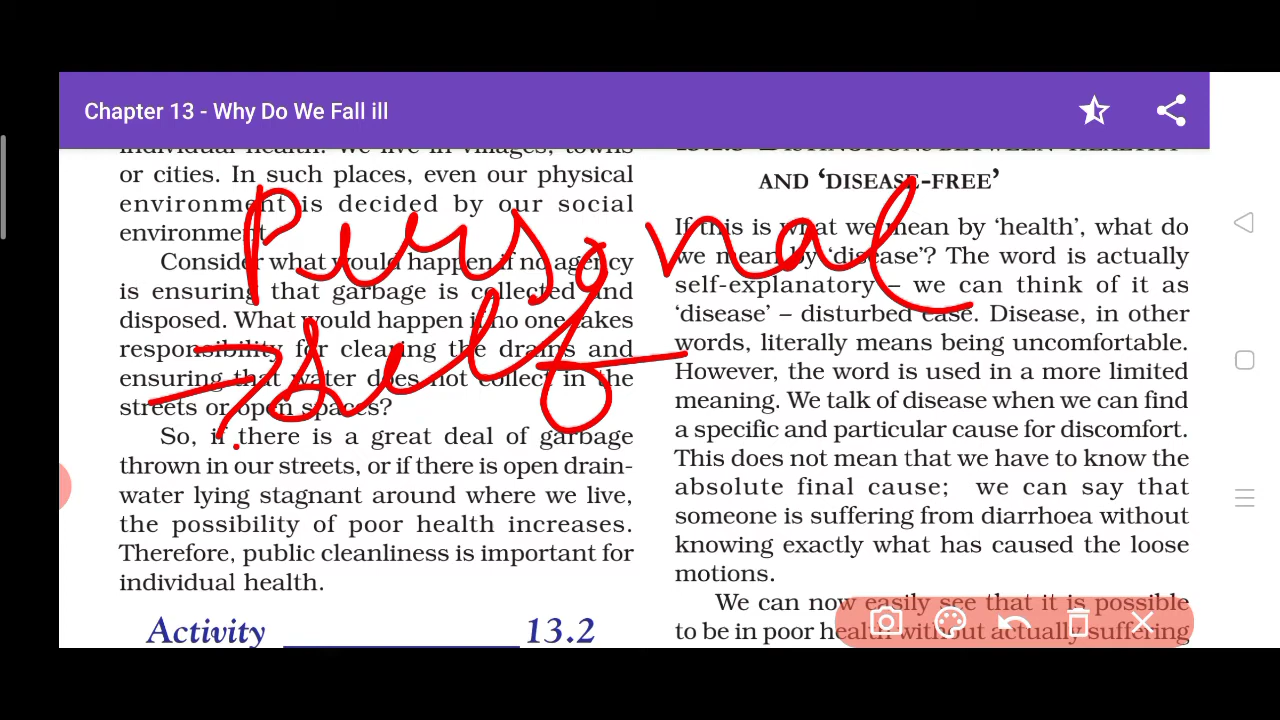 Chapter 13 - Why Do We Fall ill
individual health. We live in villages, towns
or cities. In such places, even our physical
environment is decided by our social
environment
Consider what would happen if no agency
is ensuring that garbage is collected and
disposed. What would happen if no one takes
responsibility for clearing the drains and
ensuring that water does not collect in the
streets or open spaces?
So, if there is a great deal of garbage
thrown in our streets, or if there is open drain-
water lying stagnant around where we live,
the possibility of poor health increases.
Therefore, public cleanliness is important for
individual health.
Activity 13.2
DISTINCTIONS BETWEEN HEALTHY
AND ‘DISEASE-FREE’
If this is what we mean by ‘health’, what do
we mean by ‘disease’? The word is actually
self-explanatory – we can think of it as
‘disease’ – disturbed ease. Disease, in other
words, literally means being uncomfortable.
However, the word is used in a more limited
meaning. We talk of disease when we can find
a specific and particular cause for discomfort.
This does not mean that we have to know the
absolute final cause; we can say that
someone is suffering from diarrhoea without
knowing exactly what has caused the loose
motions.
We can now easily see that it is possible
to be in poor health without actually suffering
Personal
→ Self